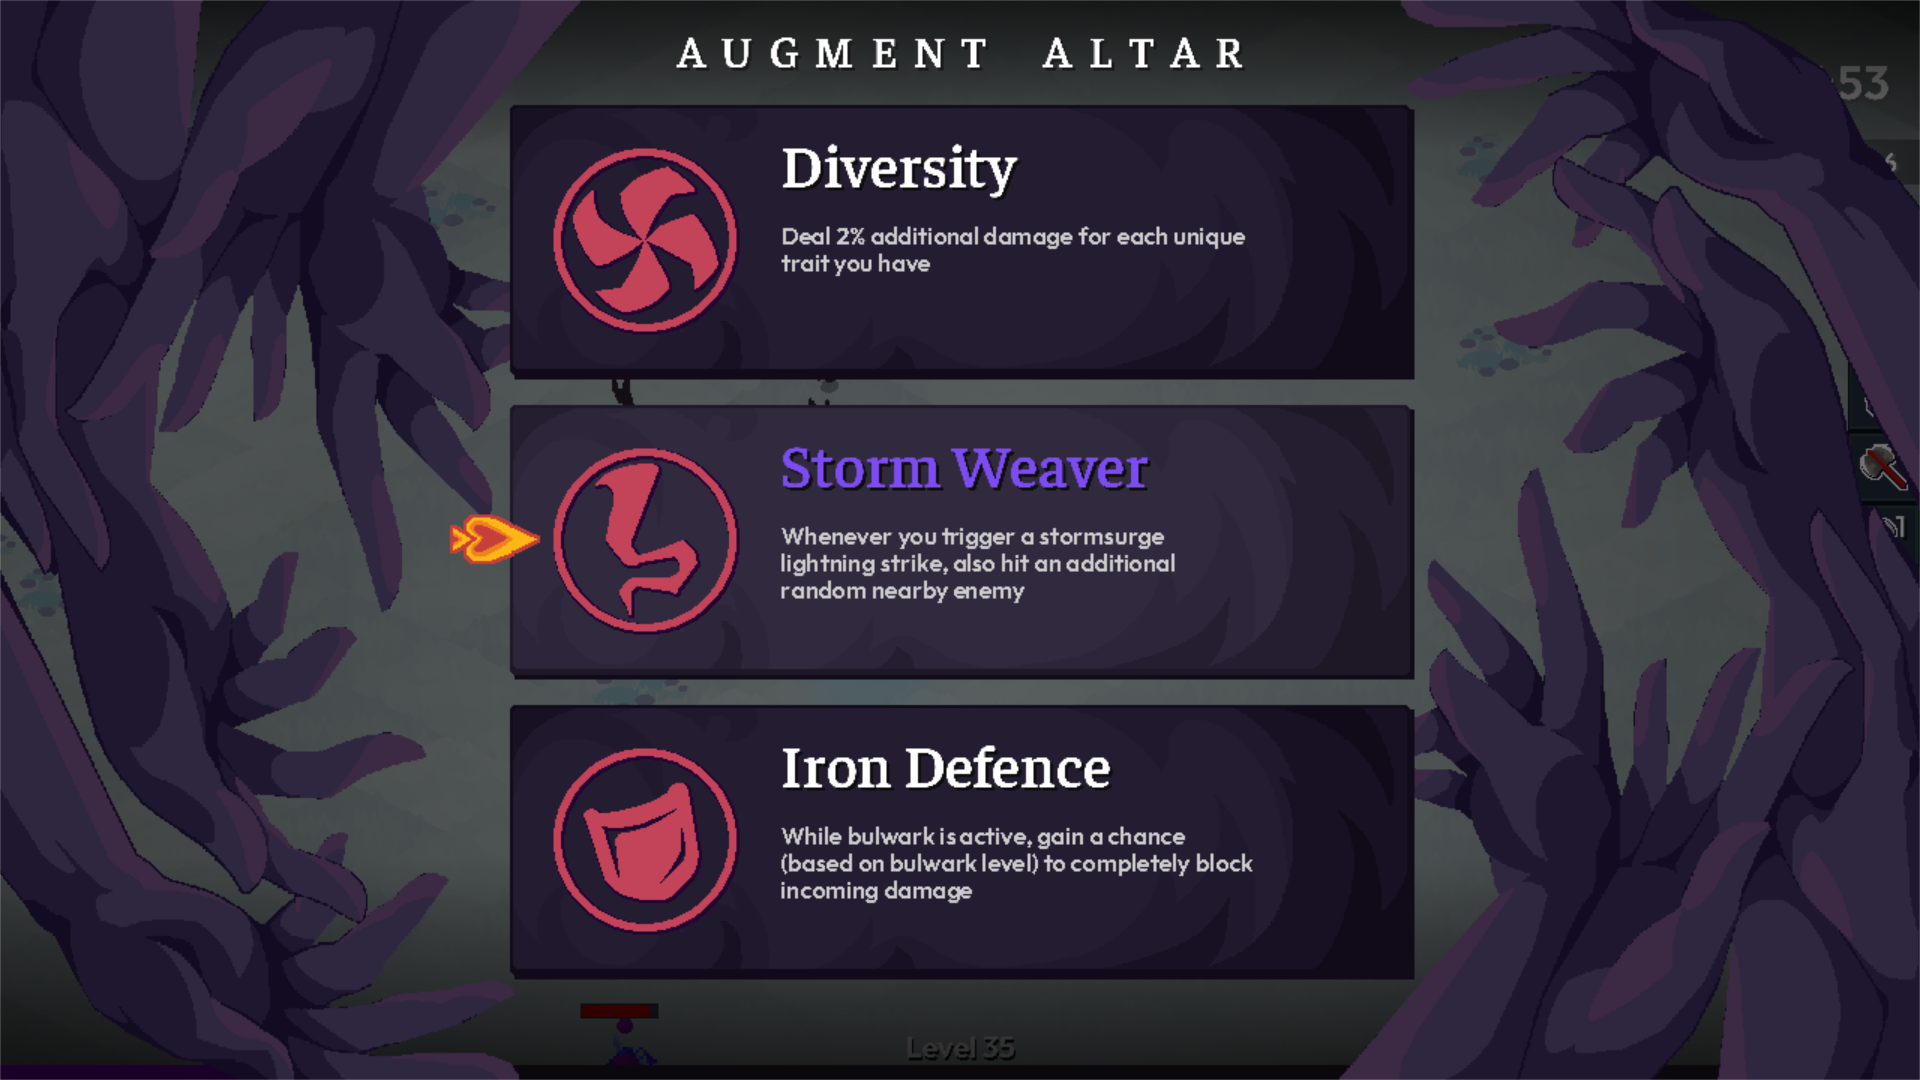 AUGMENT ALTAR
53
6
Diversity
Deal 2% additional damage for each unique
trait you have
Storm Weaver
Whenever you trigger a stormsurge
lightning strike, also hit an additional
random nearby enemy
1
Iron Defence
While bulwark is active, gain a chance
(based on bulwark level) to completely block
incoming damage
Level 35